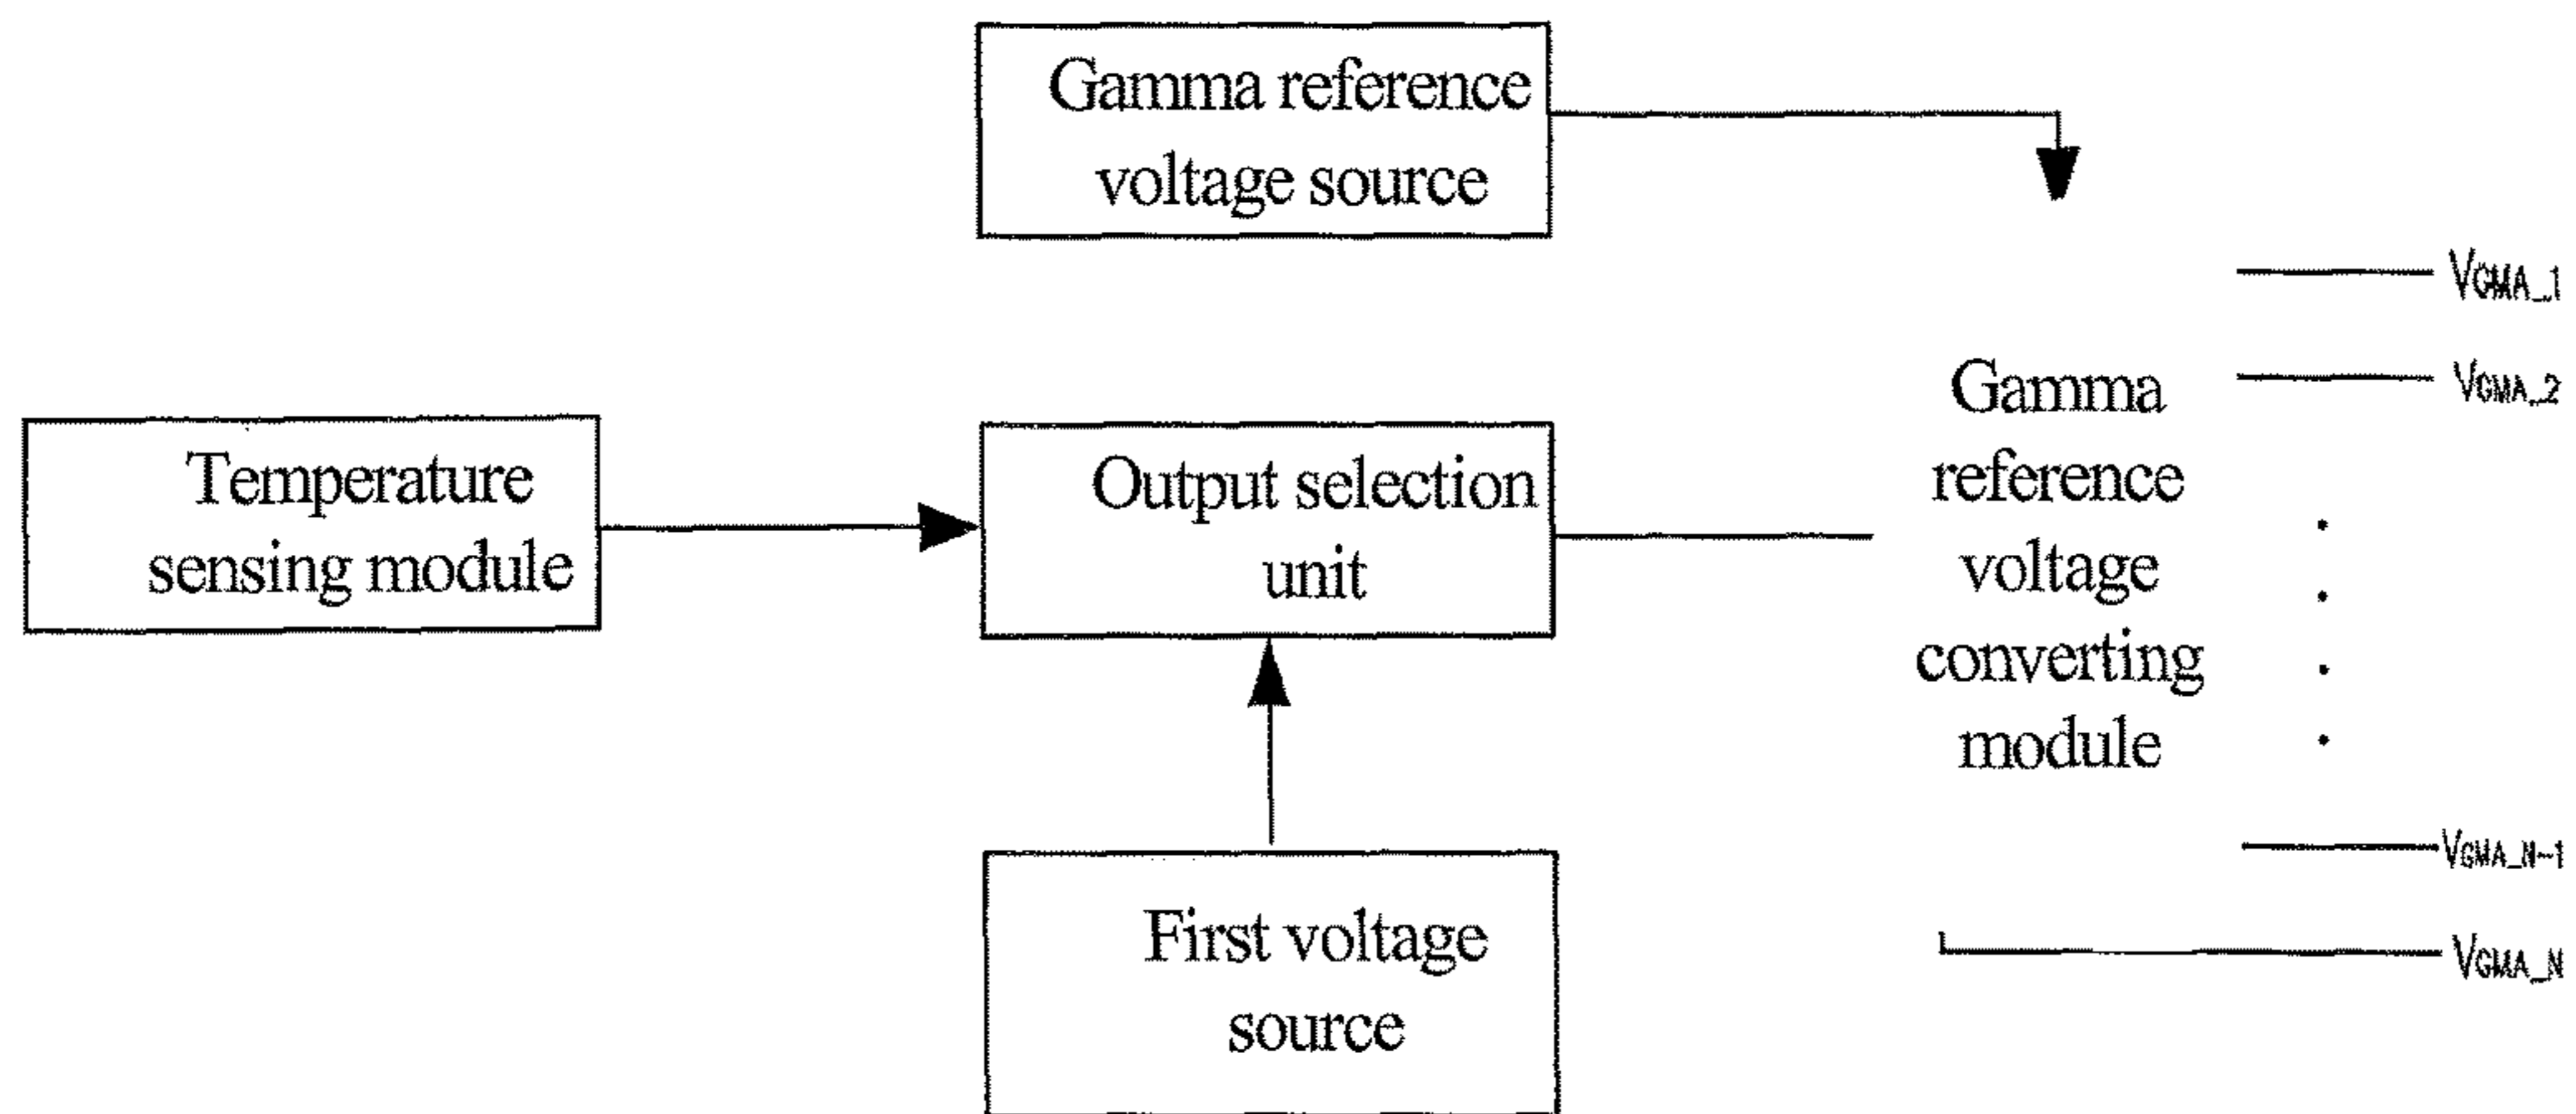 Gamma reference
voltage source
VGMA_1
VGMA_2
Temperature
sensing module
Output selection
unit
Gamma
reference
voltage
converting
module
VGMA_N-1
VGMA_N
First voltage
source